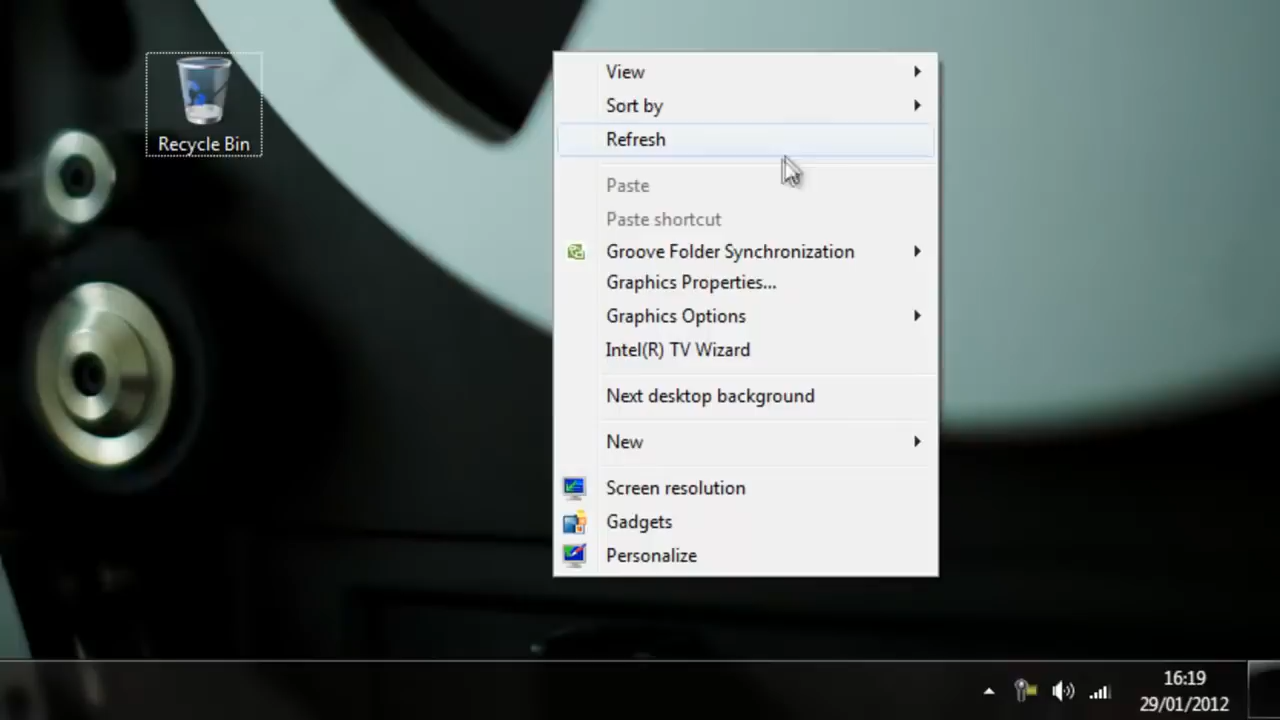 Recycle Bin
View
Sort by
Refresh
Paste
Paste shortcut
Groove Folder Synchronization
Graphics Properties...
Graphics Options
Intel(R) TV Wizard
Next desktop background
New
Screen resolution
Gadgets
Personalize
16:19
29/01/2012